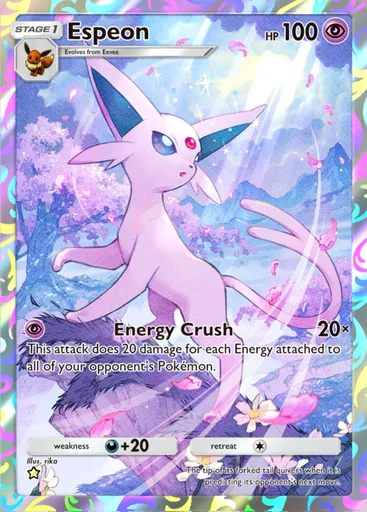 STAGE 1 Espeon HP 100
Evolves from Eevee
Energy Crush 20×
This attack does 20 damage for each Energy attached to
all of your opponent's Pokémon.
weakness +20 retreat
Illus. rika
The tip of its forked tail quivers when it is
predicting its opponent's next move.